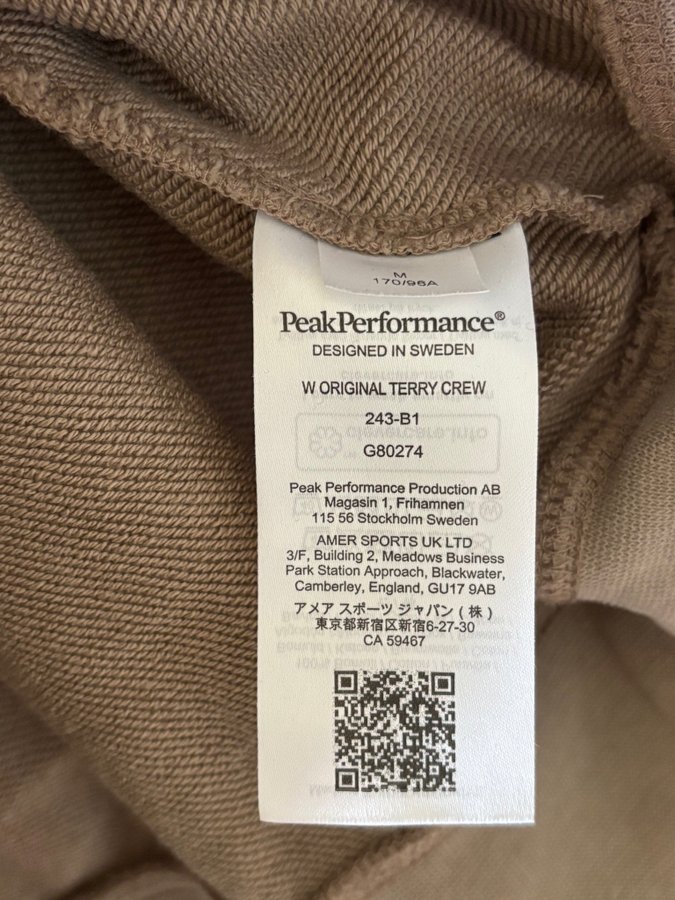 M
170/96A
PeakPerformance®
DESIGNED IN SWEDEN
W ORIGINAL TERRY CREW
243-B1
G80274
Peak Performance Production AB
Magasin 1, Frihamnen
115 56 Stockholm Sweden
AMER SPORTS UK LTD
3/F, Building 2, Meadows Business
Park Station Approach, Blackwater,
Camberley, England, GU17 9AB
アメア スポーツ ジャパン ( 株 )
東京都新宿区新宿6-27-30
CA 59467
clevercare.info